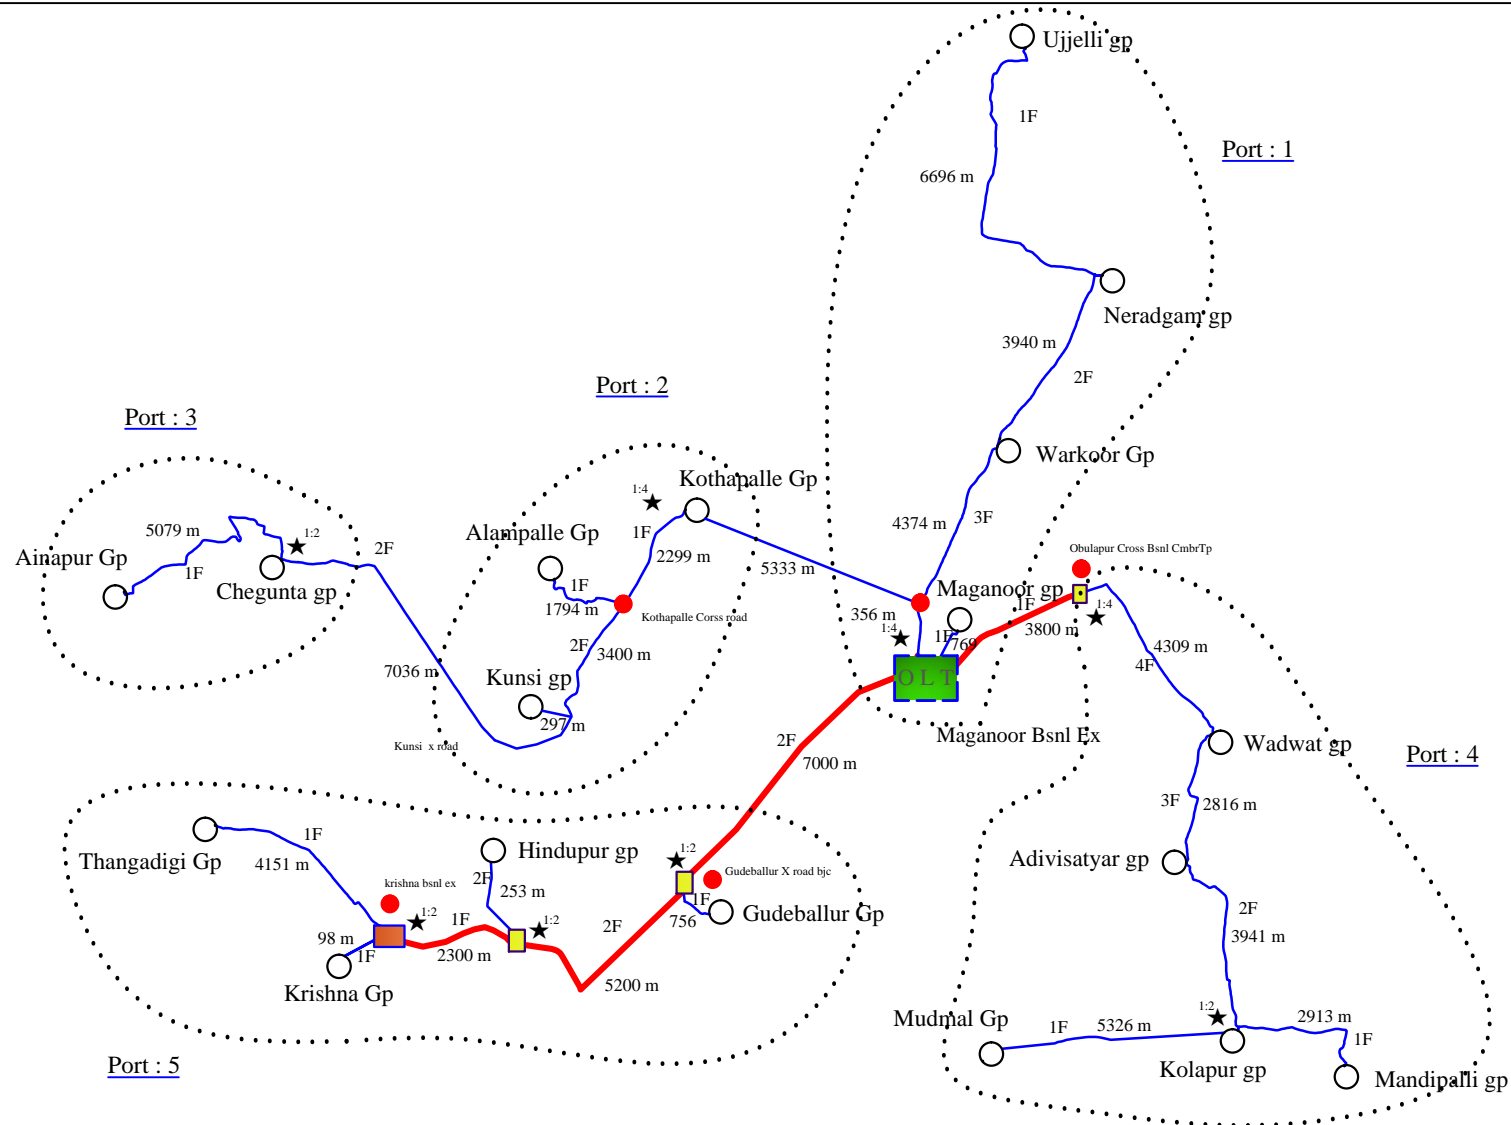 Ujjelli gp
1F
Port : 1
6696 m
Neradgam gp
3940 m
2F
Port : 2
Port : 3
Warkoor Gp
Kothapalle Gp
1:4
4374 m
3F
5079 m
1:2
2F
Alampalle Gp
1F
2299 m
Ainapur Gp
1F
Chegunta gp
5333 m
Obulapur Cross Bsnl CmbrTp
1F
1794 m
Kothapalle Corss road
Maganoor gp
356 m
1:4
1F
769
1F
3800 m
1:4
4309 m
4F
2F
3400 m
7036 m
Kunsi gp
297 m
Kunsi x road
O L T
Maganoor Bsnl Ex
2F
7000 m
Wadwat gp
Port : 4
3F
2816 m
Thangadigi Gp
1F
4151 m
Hindupur gp
2F
253 m
1:2
Gudeballur X road bjc
1F
756
Gudeballur Gp
Adivisatyar gp
krishna bsnl ex
1:2
1F
1:2
2F
98 m
1F
2300 m
5200 m
Krishna Gp
2F
3941 m
Mudmal Gp
1F
5326 m
1:2
2913 m
1F
Kolapur gp
Mandipalli gp
Port : 5